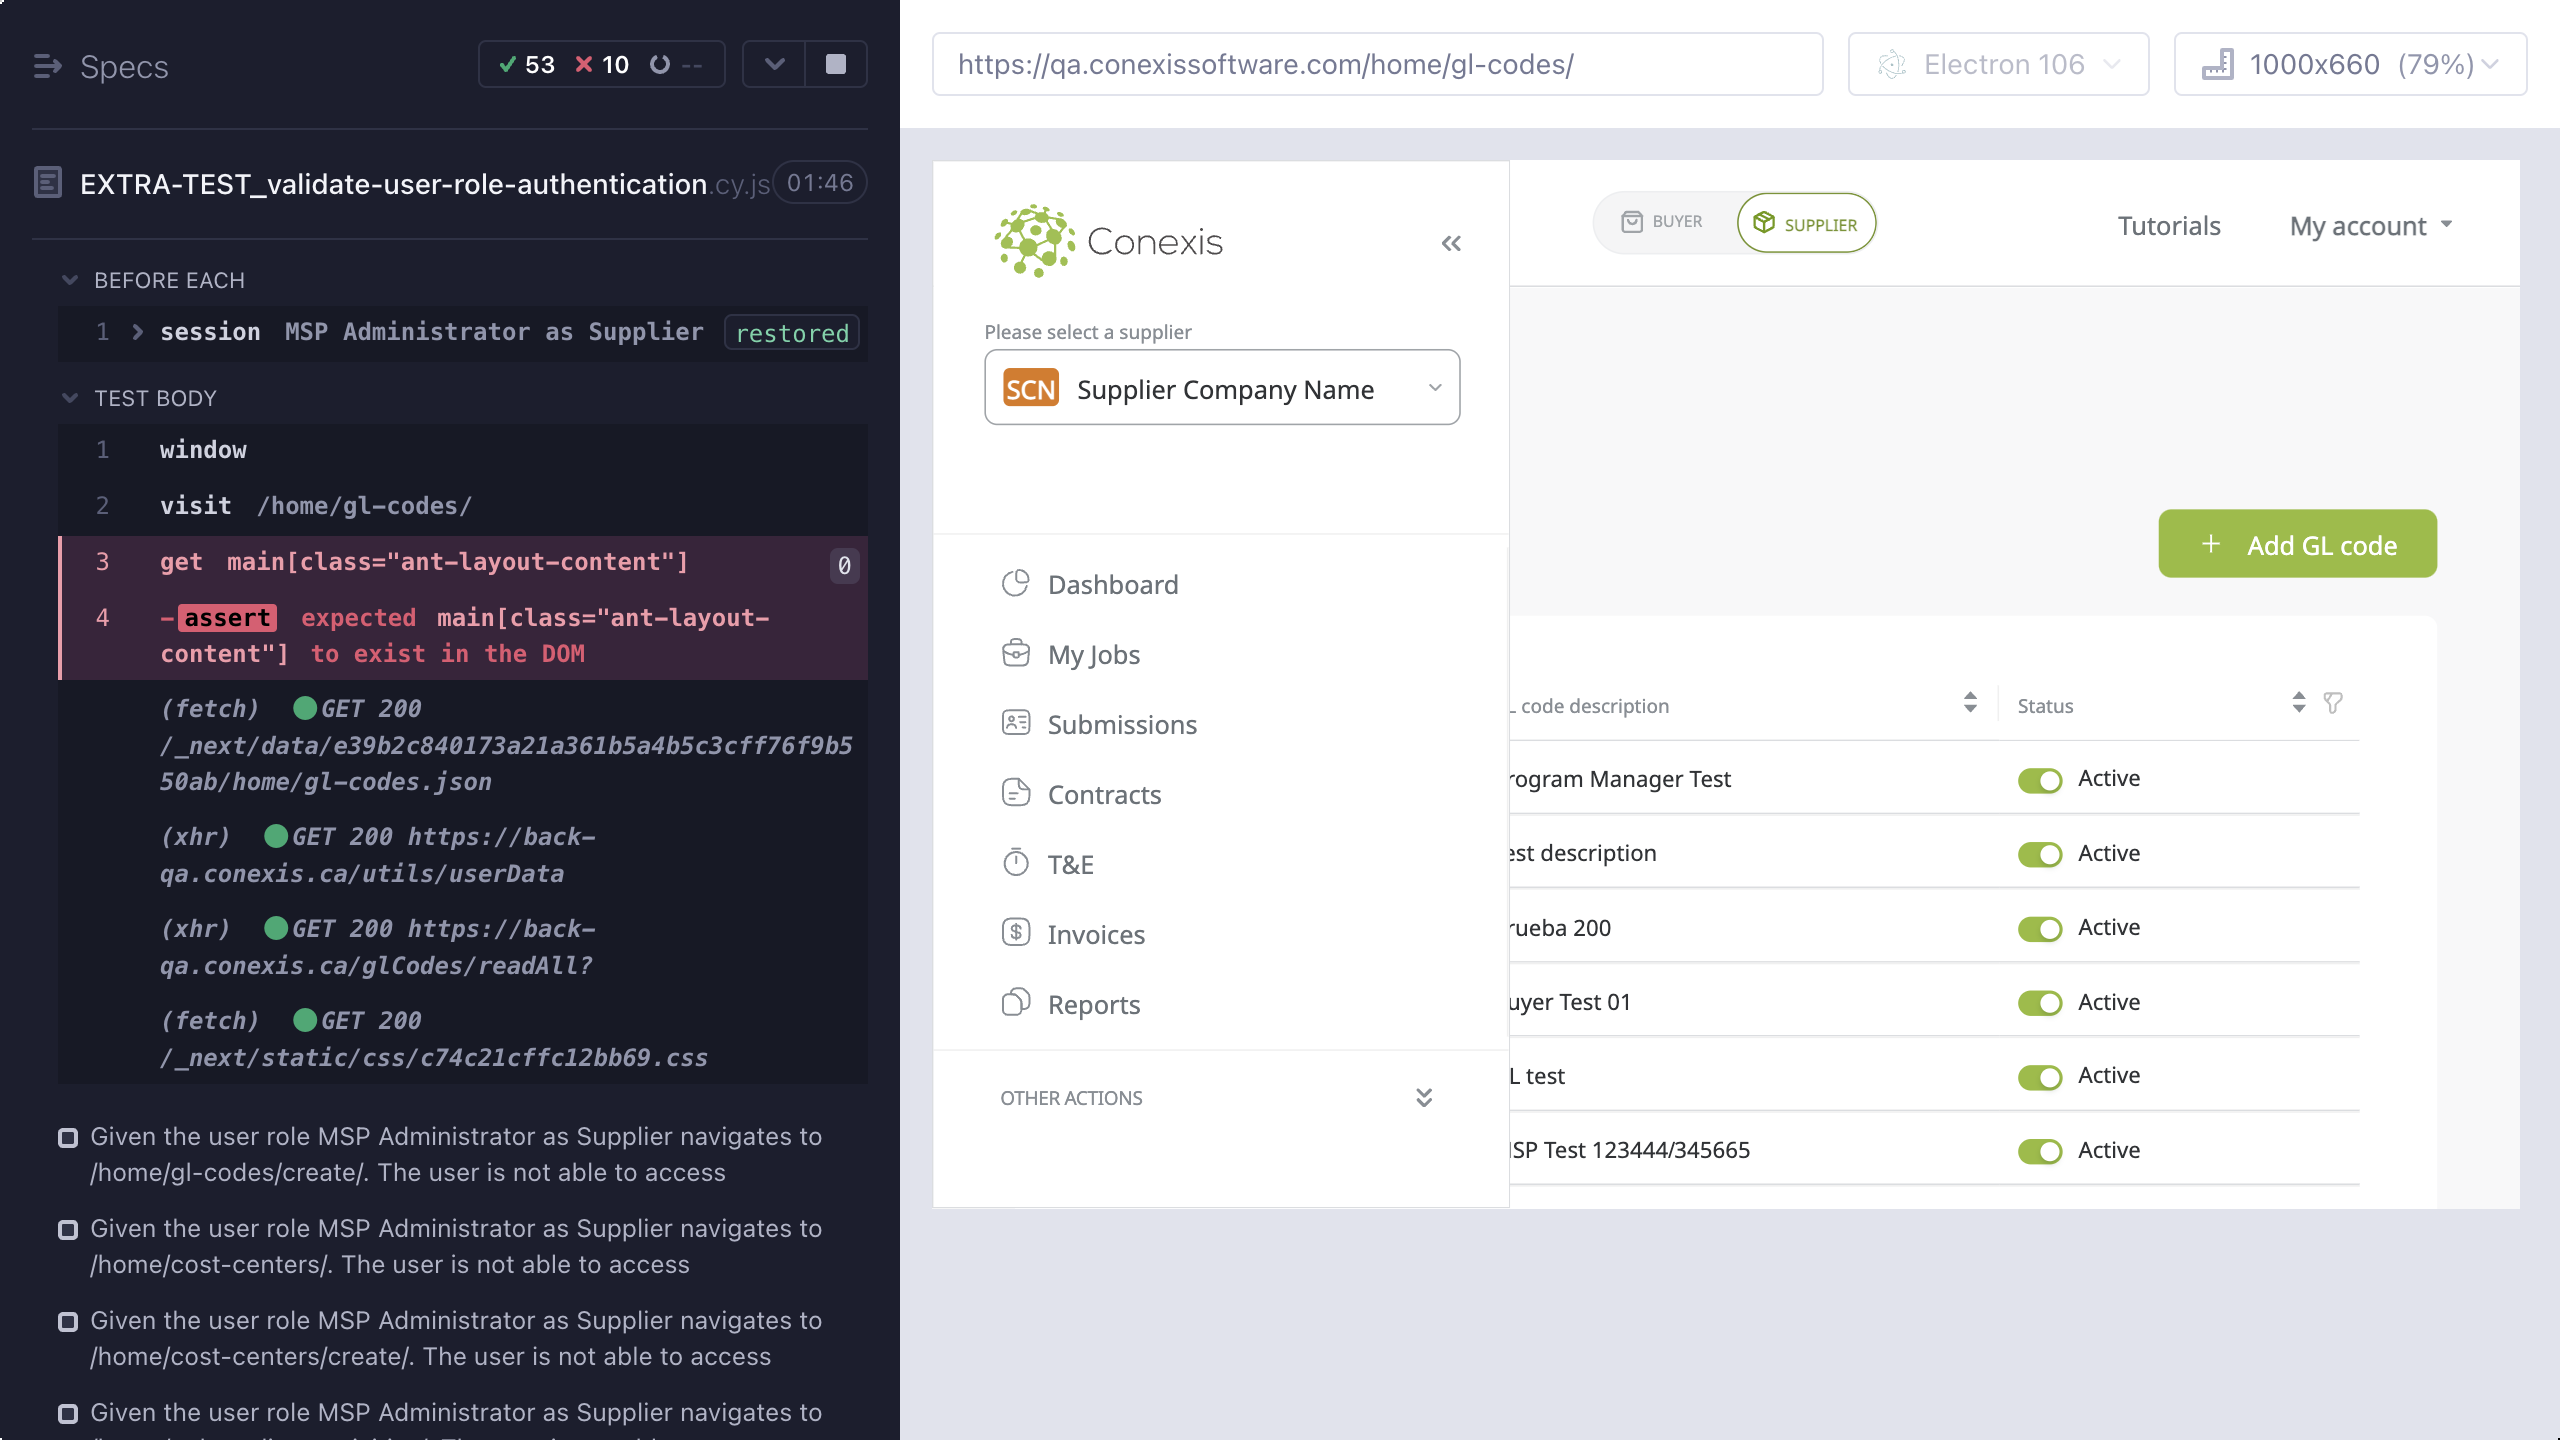 Specs
53 10 --
EXTRA-TEST_validate-user-role-authentication.cy.js 01:46
BEFORE EACH
1 session MSP Administrator as Supplier restored
TEST BODY
1 window
2 visit /home/gl-codes/
3 get main[class="ant-layout-content"] 0
4 -assert expected main[class="ant-layout-
content"] to exist in the DOM
(fetch) GET 200
/_next/data/e39b2c840173a21a361b5a4b5c3cff76f9b5
50ab/home/gl-codes.json
(xhr) GET 200 https://back-
qa.conexis.ca/utils/userData
(xhr) GET 200 https://back-
qa.conexis.ca/glCodes/readAll?
(fetch) GET 200
/_next/static/css/c74c21cffc12bb69.css
Given the user role MSP Administrator as Supplier navigates to
/home/gl-codes/create/. The user is not able to access
Given the user role MSP Administrator as Supplier navigates to
/home/cost-centers/. The user is not able to access
Given the user role MSP Administrator as Supplier navigates to
/home/cost-centers/create/. The user is not able to access
Given the user role MSP Administrator as Supplier navigates to
https://qa.conexissoftware.com/home/gl-codes/
Electron 106
1000x660 (79%)
Conexis
Please select a supplier
SCN Supplier Company Name
Dashboard
My Jobs
Submissions
Contracts
T&E
Invoices
Reports
OTHER ACTIONS
BUYER
SUPPLIER
Tutorials
My account
+ Add GL code
code description Status
rogram Manager Test Active
est description Active
rueba 200 Active
uyer Test 01 Active
L test Active
SP Test 123444/345665 Active